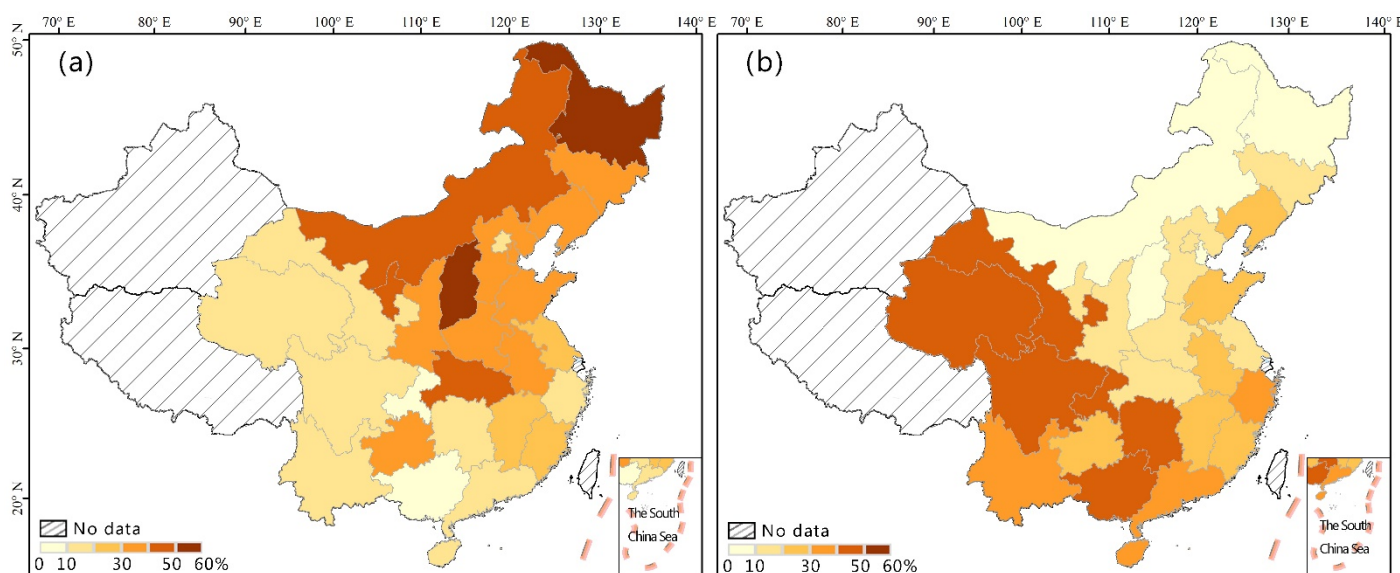 70° E 80° E 90° E 100° E 110° E 120° E 130° E 140° E
70° E 80° E 90° E 100° E 110° E 120° E 130° E 140° E
50° N
40° N
30° N
20° N
(a)
No data
0 10 30 50 60%
The South
China Sea
(b)
No data
0 10 30 50 60%
The South
China Sea